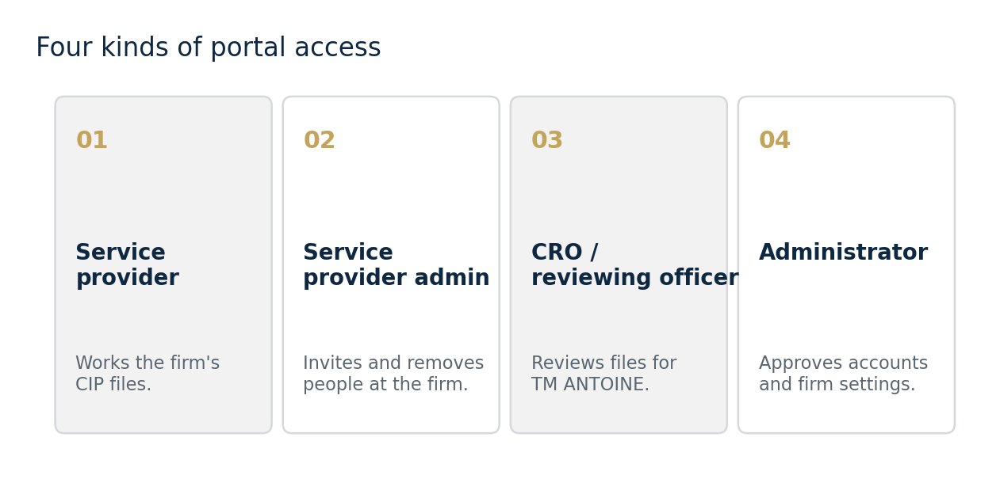 Four kinds of portal access
01
Service
provider
Works the firm's
CIP files.
02
Service
provider admin
Invites and removes
people at the firm.
03
CRO /
reviewing officer
Reviews files for
TM ANTOINE.
04
Administrator
Approves accounts
and firm settings.